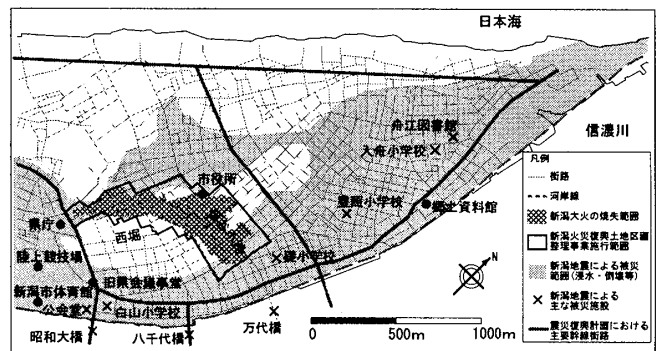 日本海
信濃川
舟江図書館
入舟小学校
豊照小学校
郷土資料館
市役所
県庁
西堀
陸上競技場
礎小学校
新潟市体育館
旧県会議事堂
公会堂
白山小学校
昭和大橋
八千代橋
万代橋
N
0 500m 1000m
凡例
街路
河岸線
新潟大火の焼失範囲
新潟火災復興土地区画
整理事業施行範囲
新潟地震による被災
範囲(浸水・倒壊等)
新潟地震による
主な被災施設
震災復興計画における
主要幹線街路